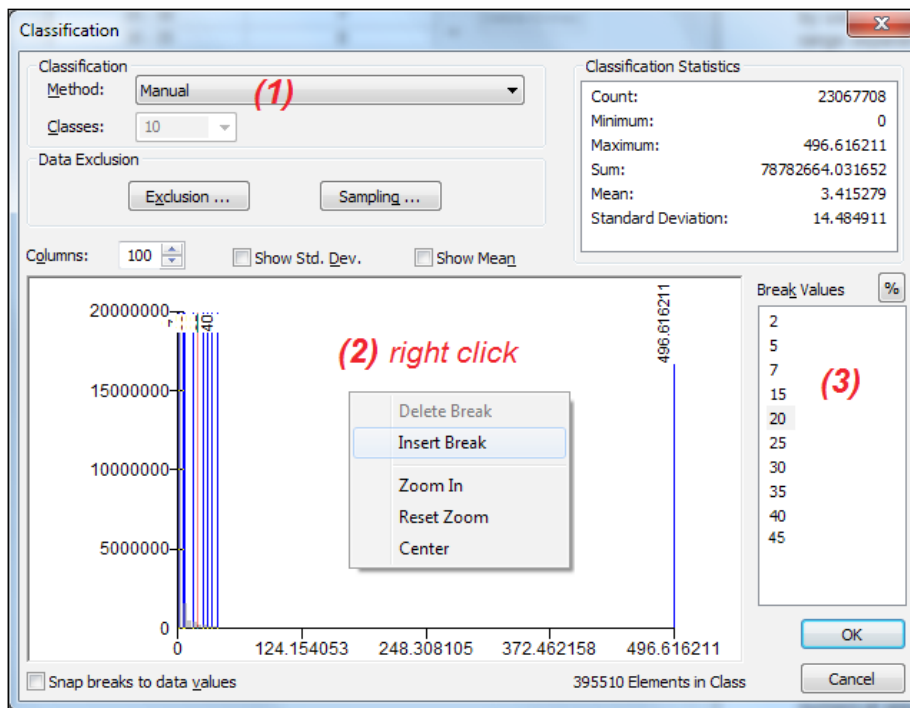 Classification
Classification
Method: Manual (1)
Classes: 10
Data Exclusion
Exclusion ... Sampling ...
Classification Statistics
Count: 23067708
Minimum: 0
Maximum: 496.616211
Sum: 78782664.031652
Mean: 3.415279
Standard Deviation: 14.484911
Columns: 100 Show Std. Dev. Show Mean
Break Values %
2
5
7
15
20
25
30
35
40
45
(3)
20000000
15000000
10000000
5000000
0
40
496.616211
(2) right click
Delete Break
Insert Break
Zoom In
Reset Zoom
Center
0 124.154053 248.308105 372.462158 496.616211
OK
Snap breaks to data values 395510 Elements in Class Cancel